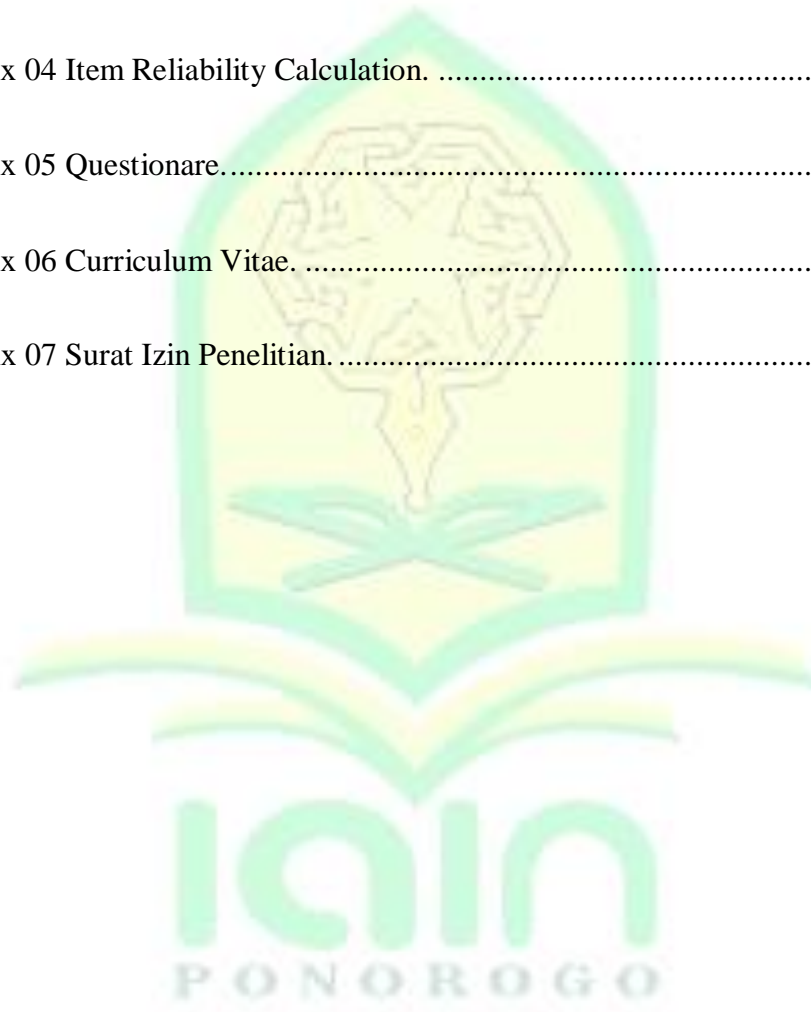 x 04 Item Reliability Calculation. ..............................................
x 05 Questionare. .......................................................................
x 06 Curriculum Vitae. ..............................................................
x 07 Surat Izin Penelitian. ..........................................................
iain
PONOROGO